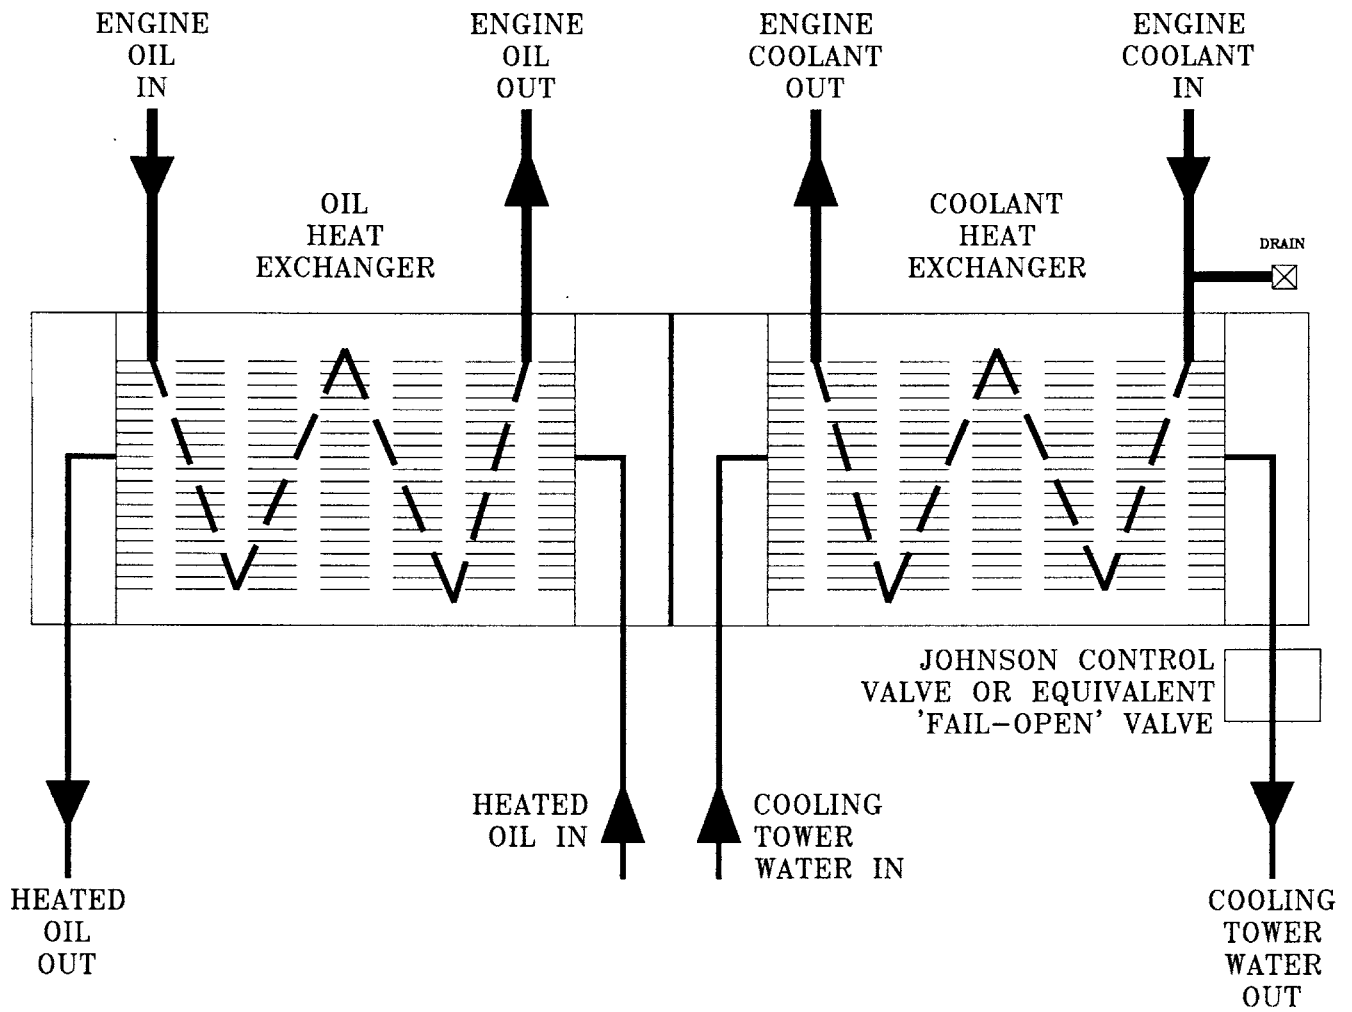 ENGINE
OIL
IN
ENGINE
OIL
OUT
ENGINE
COOLANT
OUT
ENGINE
COOLANT
IN
OIL
HEAT
EXCHANGER
COOLANT
HEAT
EXCHANGER
DRAIN
JOHNSON CONTROL
VALVE OR EQUIVALENT
'FAIL-OPEN' VALVE
HEATED
OIL IN
COOLING
TOWER
WATER IN
HEATED
OIL
OUT
COOLING
TOWER
WATER
OUT